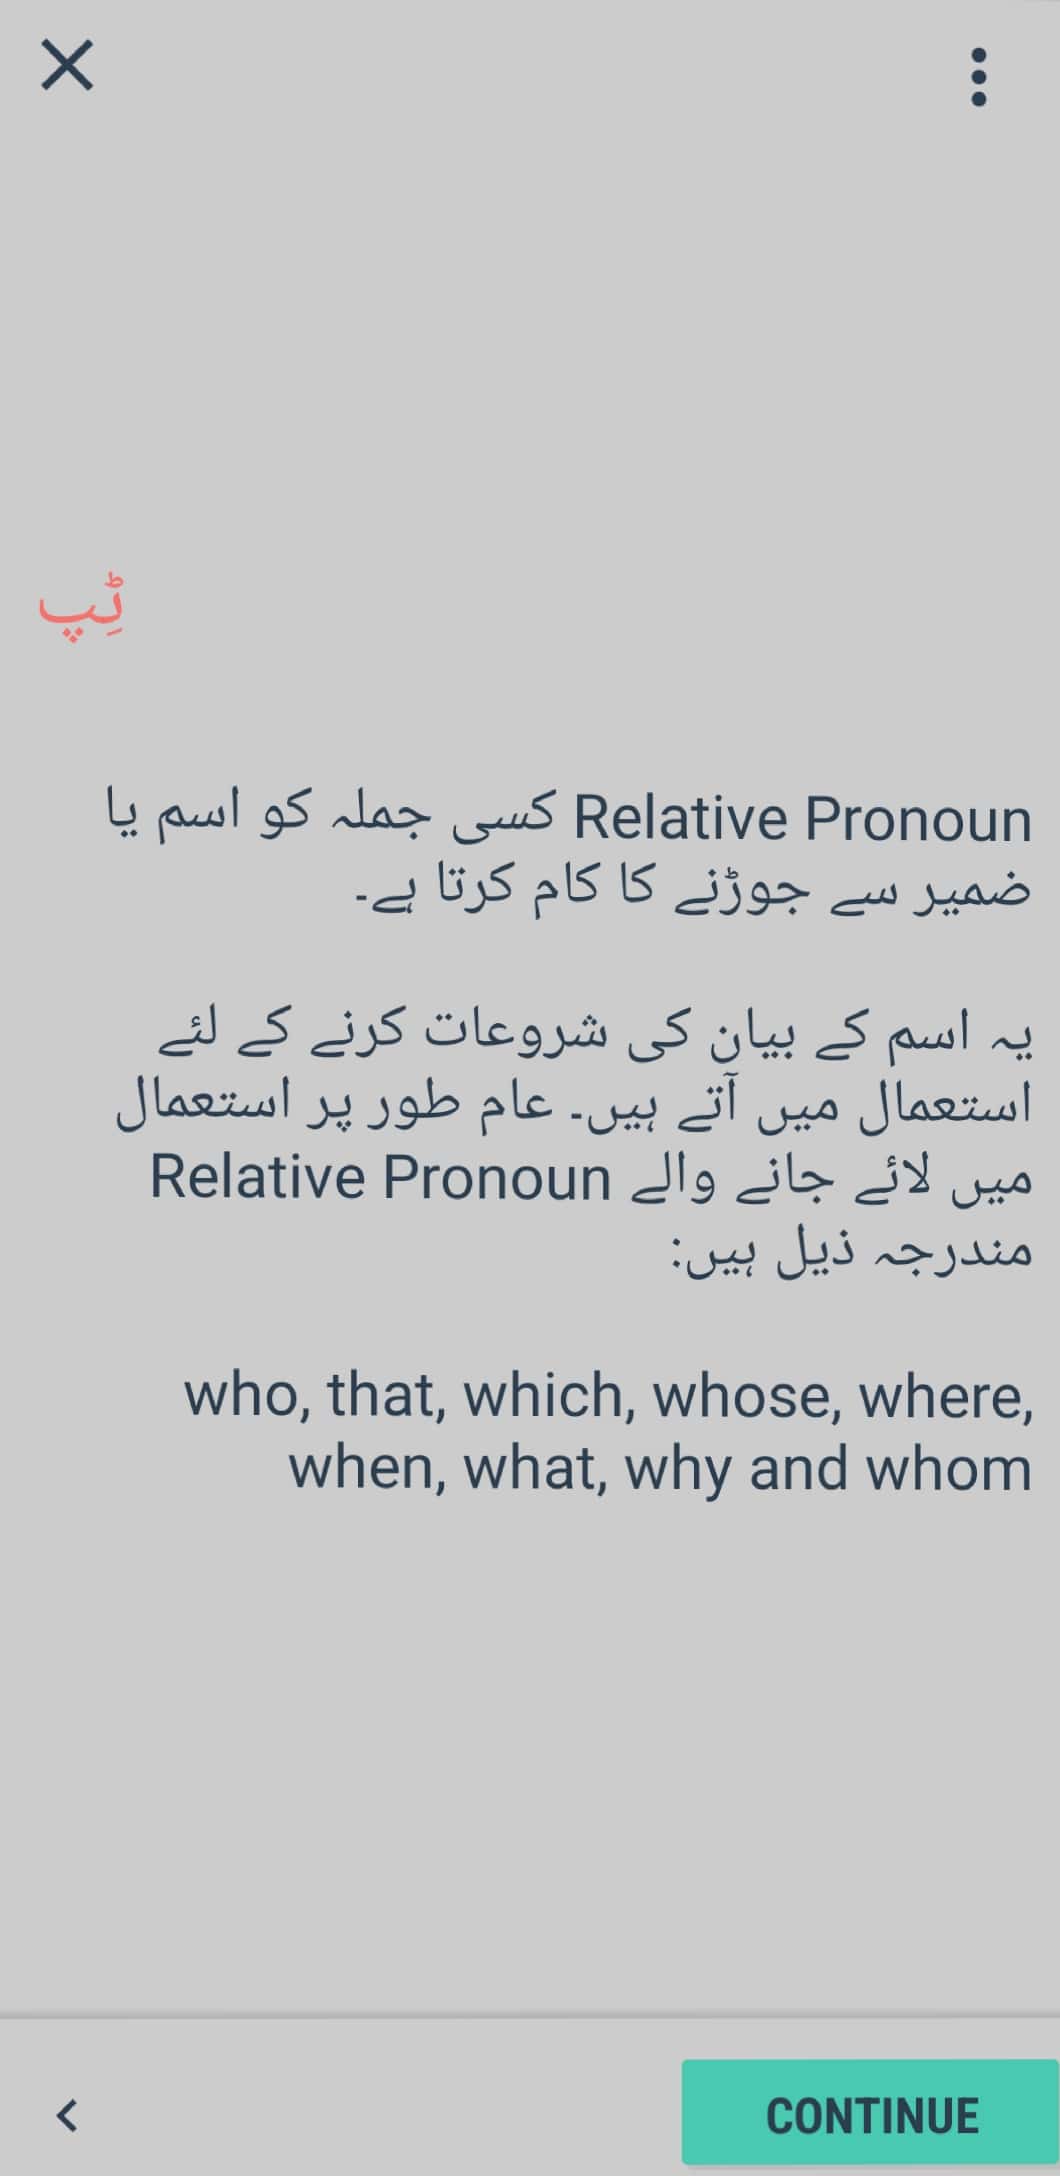 ٹِپ
Relative Pronoun کسی جملہ کو اسم یا
ضمیر سے جوڑنے کا کام کرتا ہے۔
یہ اسم کے بیان کی شروعات کرنے کے لئے
استعمال میں آتے ہیں۔ عام طور پر استعمال
میں لائے جانے والے Relative Pronoun
مندرجہ ذیل ہیں:
who, that, which, whose, where,
when, what, why and whom
CONTINUE